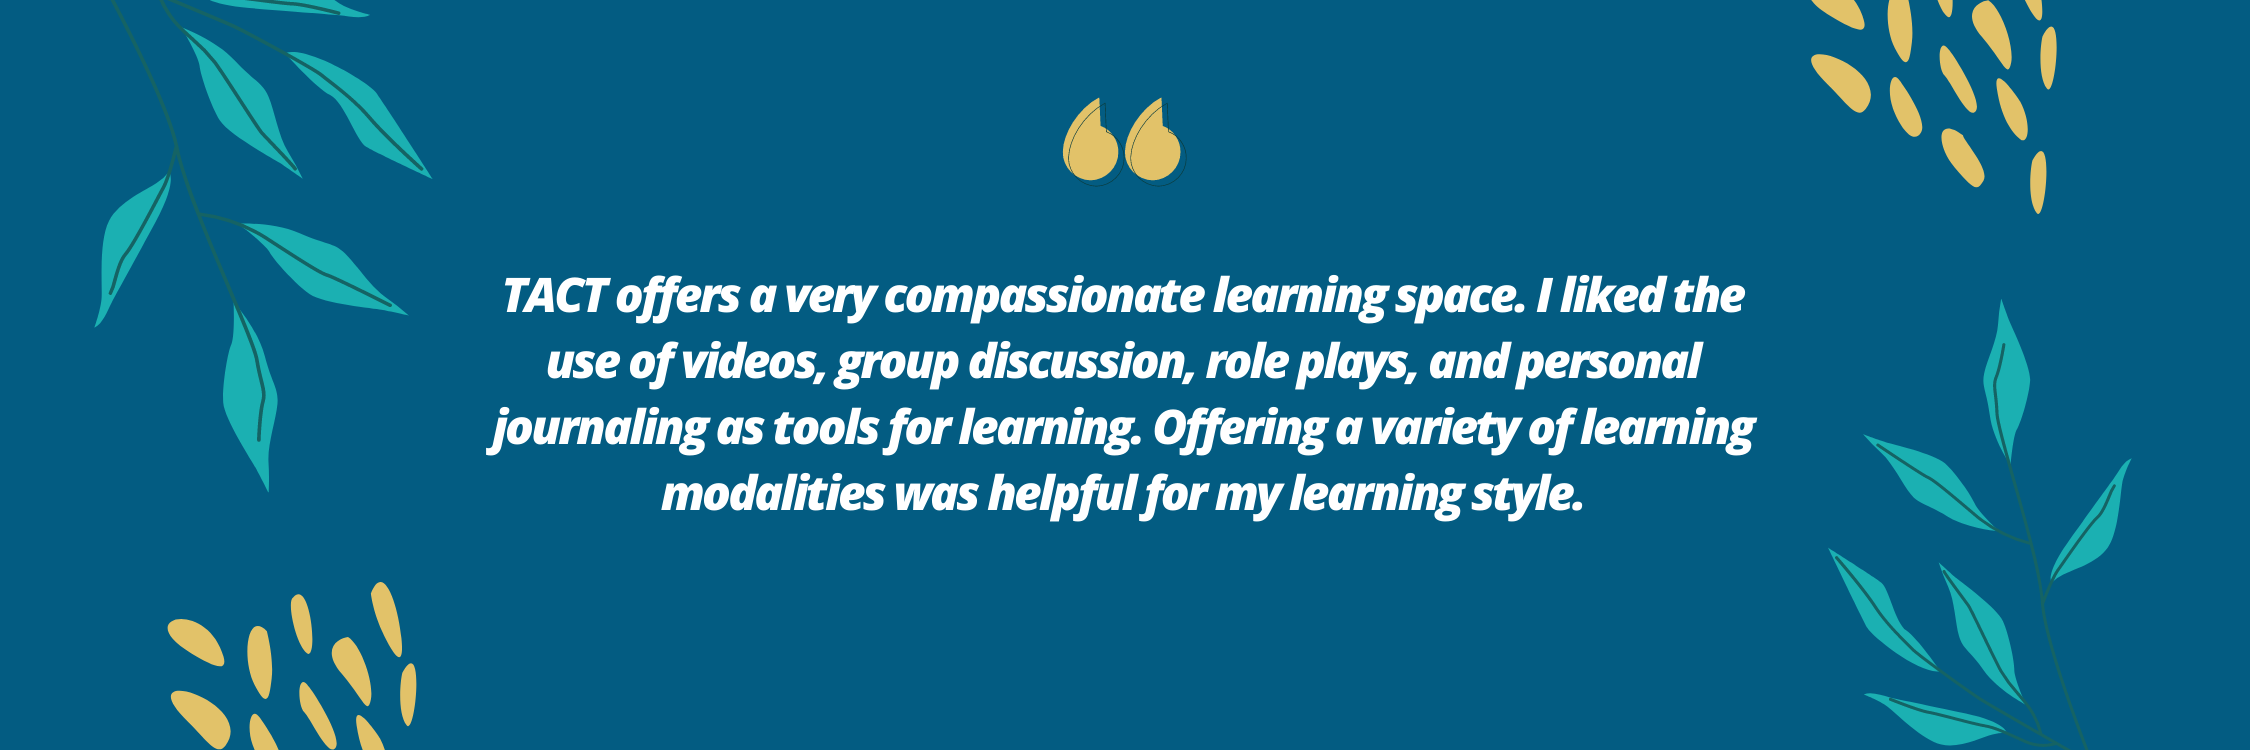 TACT offers a very compassionate learning space. I liked the
use of videos, group discussion, role plays, and personal
journaling as tools for learning. Offering a variety of learning
modalities was helpful for my learning style.